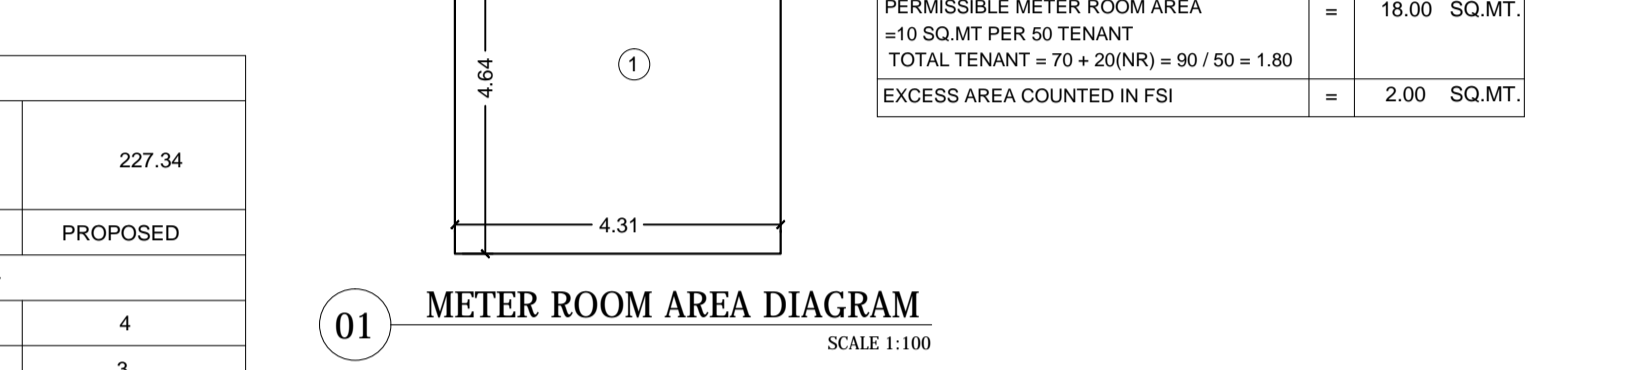 PERMISSIBLE METER ROOM AREA = 18.00 SQ.MT.
=10 SQ.MT PER 50 TENANT
TOTAL TENANT = 70 + 20(NR) = 90 / 50 = 1.80
EXCESS AREA COUNTED IN FSI = 2.00 SQ.MT.
4.64
1
4.31
227.34
PROPOSED
4
3
01 METER ROOM AREA DIAGRAM
SCALE 1:100